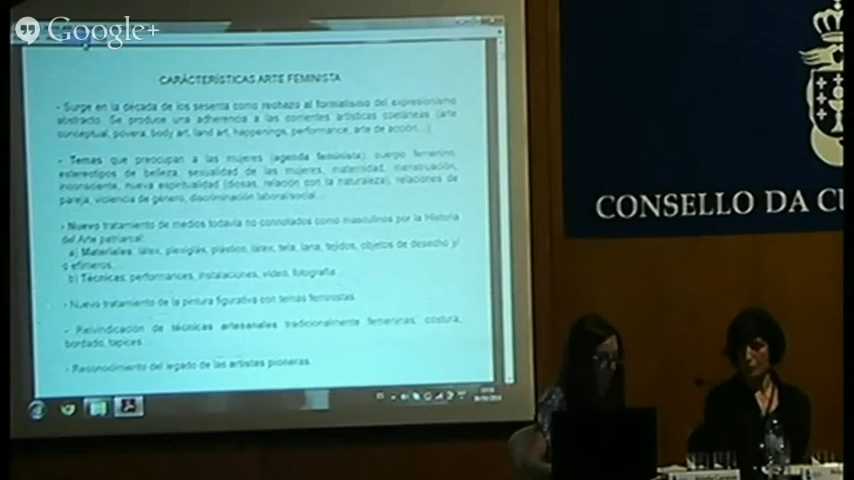 Google+
CARACTERÍSTICAS ARTE FEMINISTA
- Surge en la década de los sesenta como rechazo al formalismo del expresionismo
abstracto. Se produce una adherencia a las corrientes artísticas coetáneas (arte
conceptual, povera, body art, land art, happenings, performance, arte de acción...)
- Temas que preocupan a las mujeres (agenda feminista): cuerpo femenino,
estereotipos de belleza, sexualidad de las mujeres, maternidad, menstruación,
inconsciente, nueva espiritualidad (diosas, relación con la naturaleza), relaciones de
pareja, violencia de género, discriminación laboral/social...
- Nuevo tratamiento de medios todavía no connotados como masculinos por la Historia
del Arte patriarcal:
a) Materiales: látex, plexiglás, plástico, látex, tela, lana, tejidos, objetos de desecho y/
o efímeros...
b) Técnicas: performances, instalaciones, vídeo, fotografía
- Nuevo tratamiento de la pintura figurativa con temas feministas.
- Reivindicación de técnicas artesanales tradicionalmente femeninas: costura,
bordado, tapices...
- Reconocimiento del legado de las artistas pioneras.
ES
CONSELLO DA CU